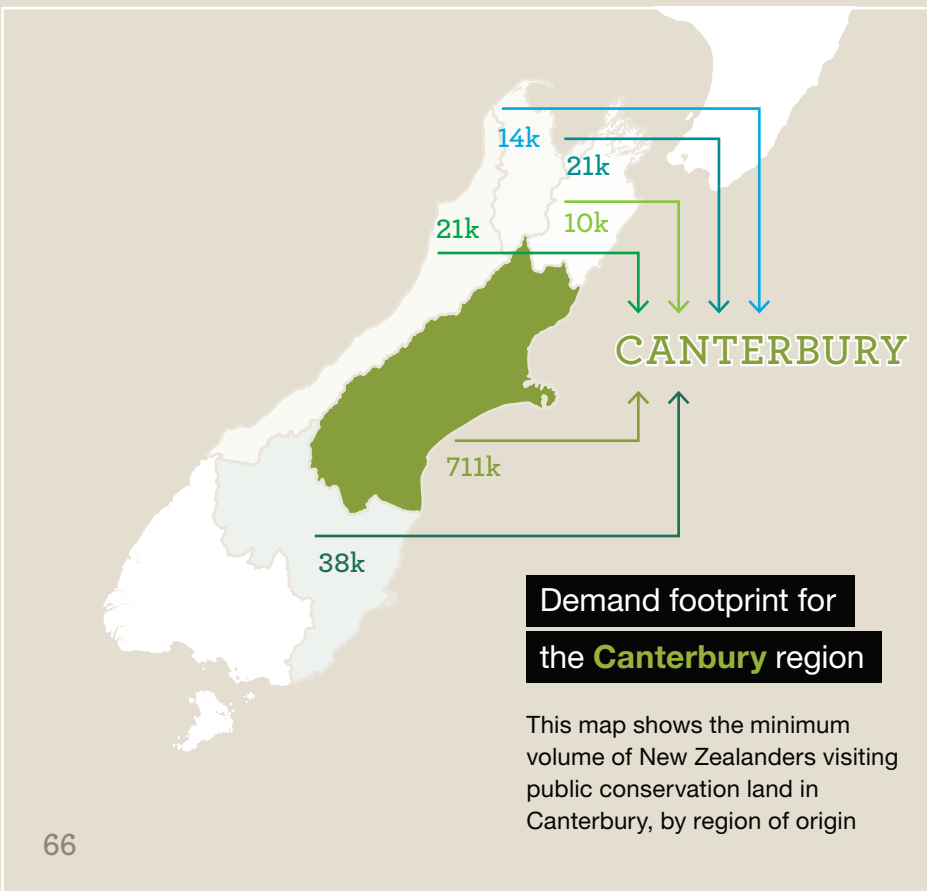 14k
21k
10k
21k
CANTERBURY
711k
38k
Demand footprint for
the Canterbury region
This map shows the minimum
volume of New Zealanders visiting
public conservation land in
Canterbury, by region of origin
66